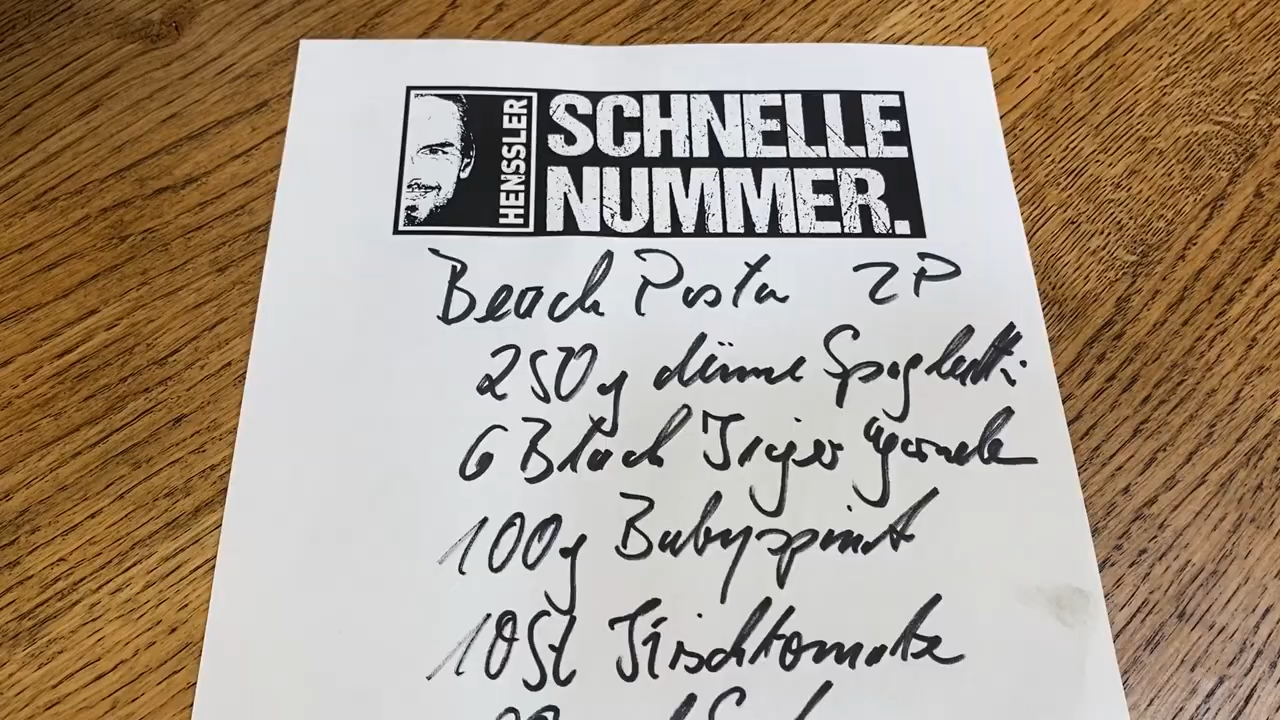 HENSSLER
SCHNELLE
NUMMER.
Beach Pasta 2P
250g dünne Spaghetti
6 Black Tiger Garnele
100g Babyspinat
10St Kirschtomate